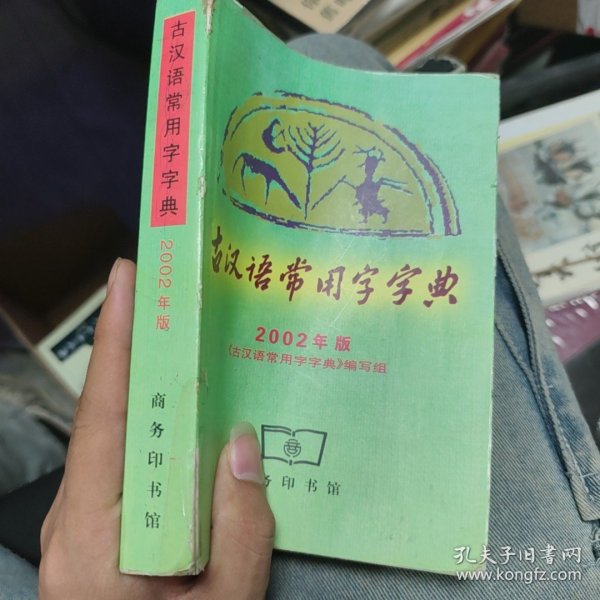 古汉语常用字字典
2002年版
商务印书馆
古汉语常用字字典
2002年版
《古汉语常用字字典》编写组
商
务印书馆
孔夫子旧书网
www.kongfz.com